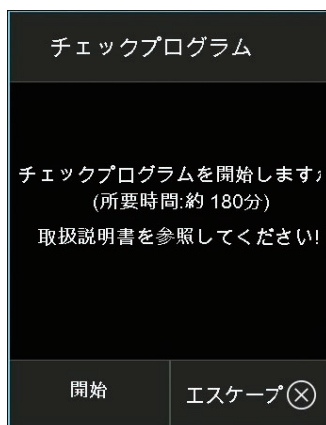 チェックプログラム
チェックプログラムを開始します
(所要時間:約 180分)
取扱説明書を参照してください!
開始
エスケープ